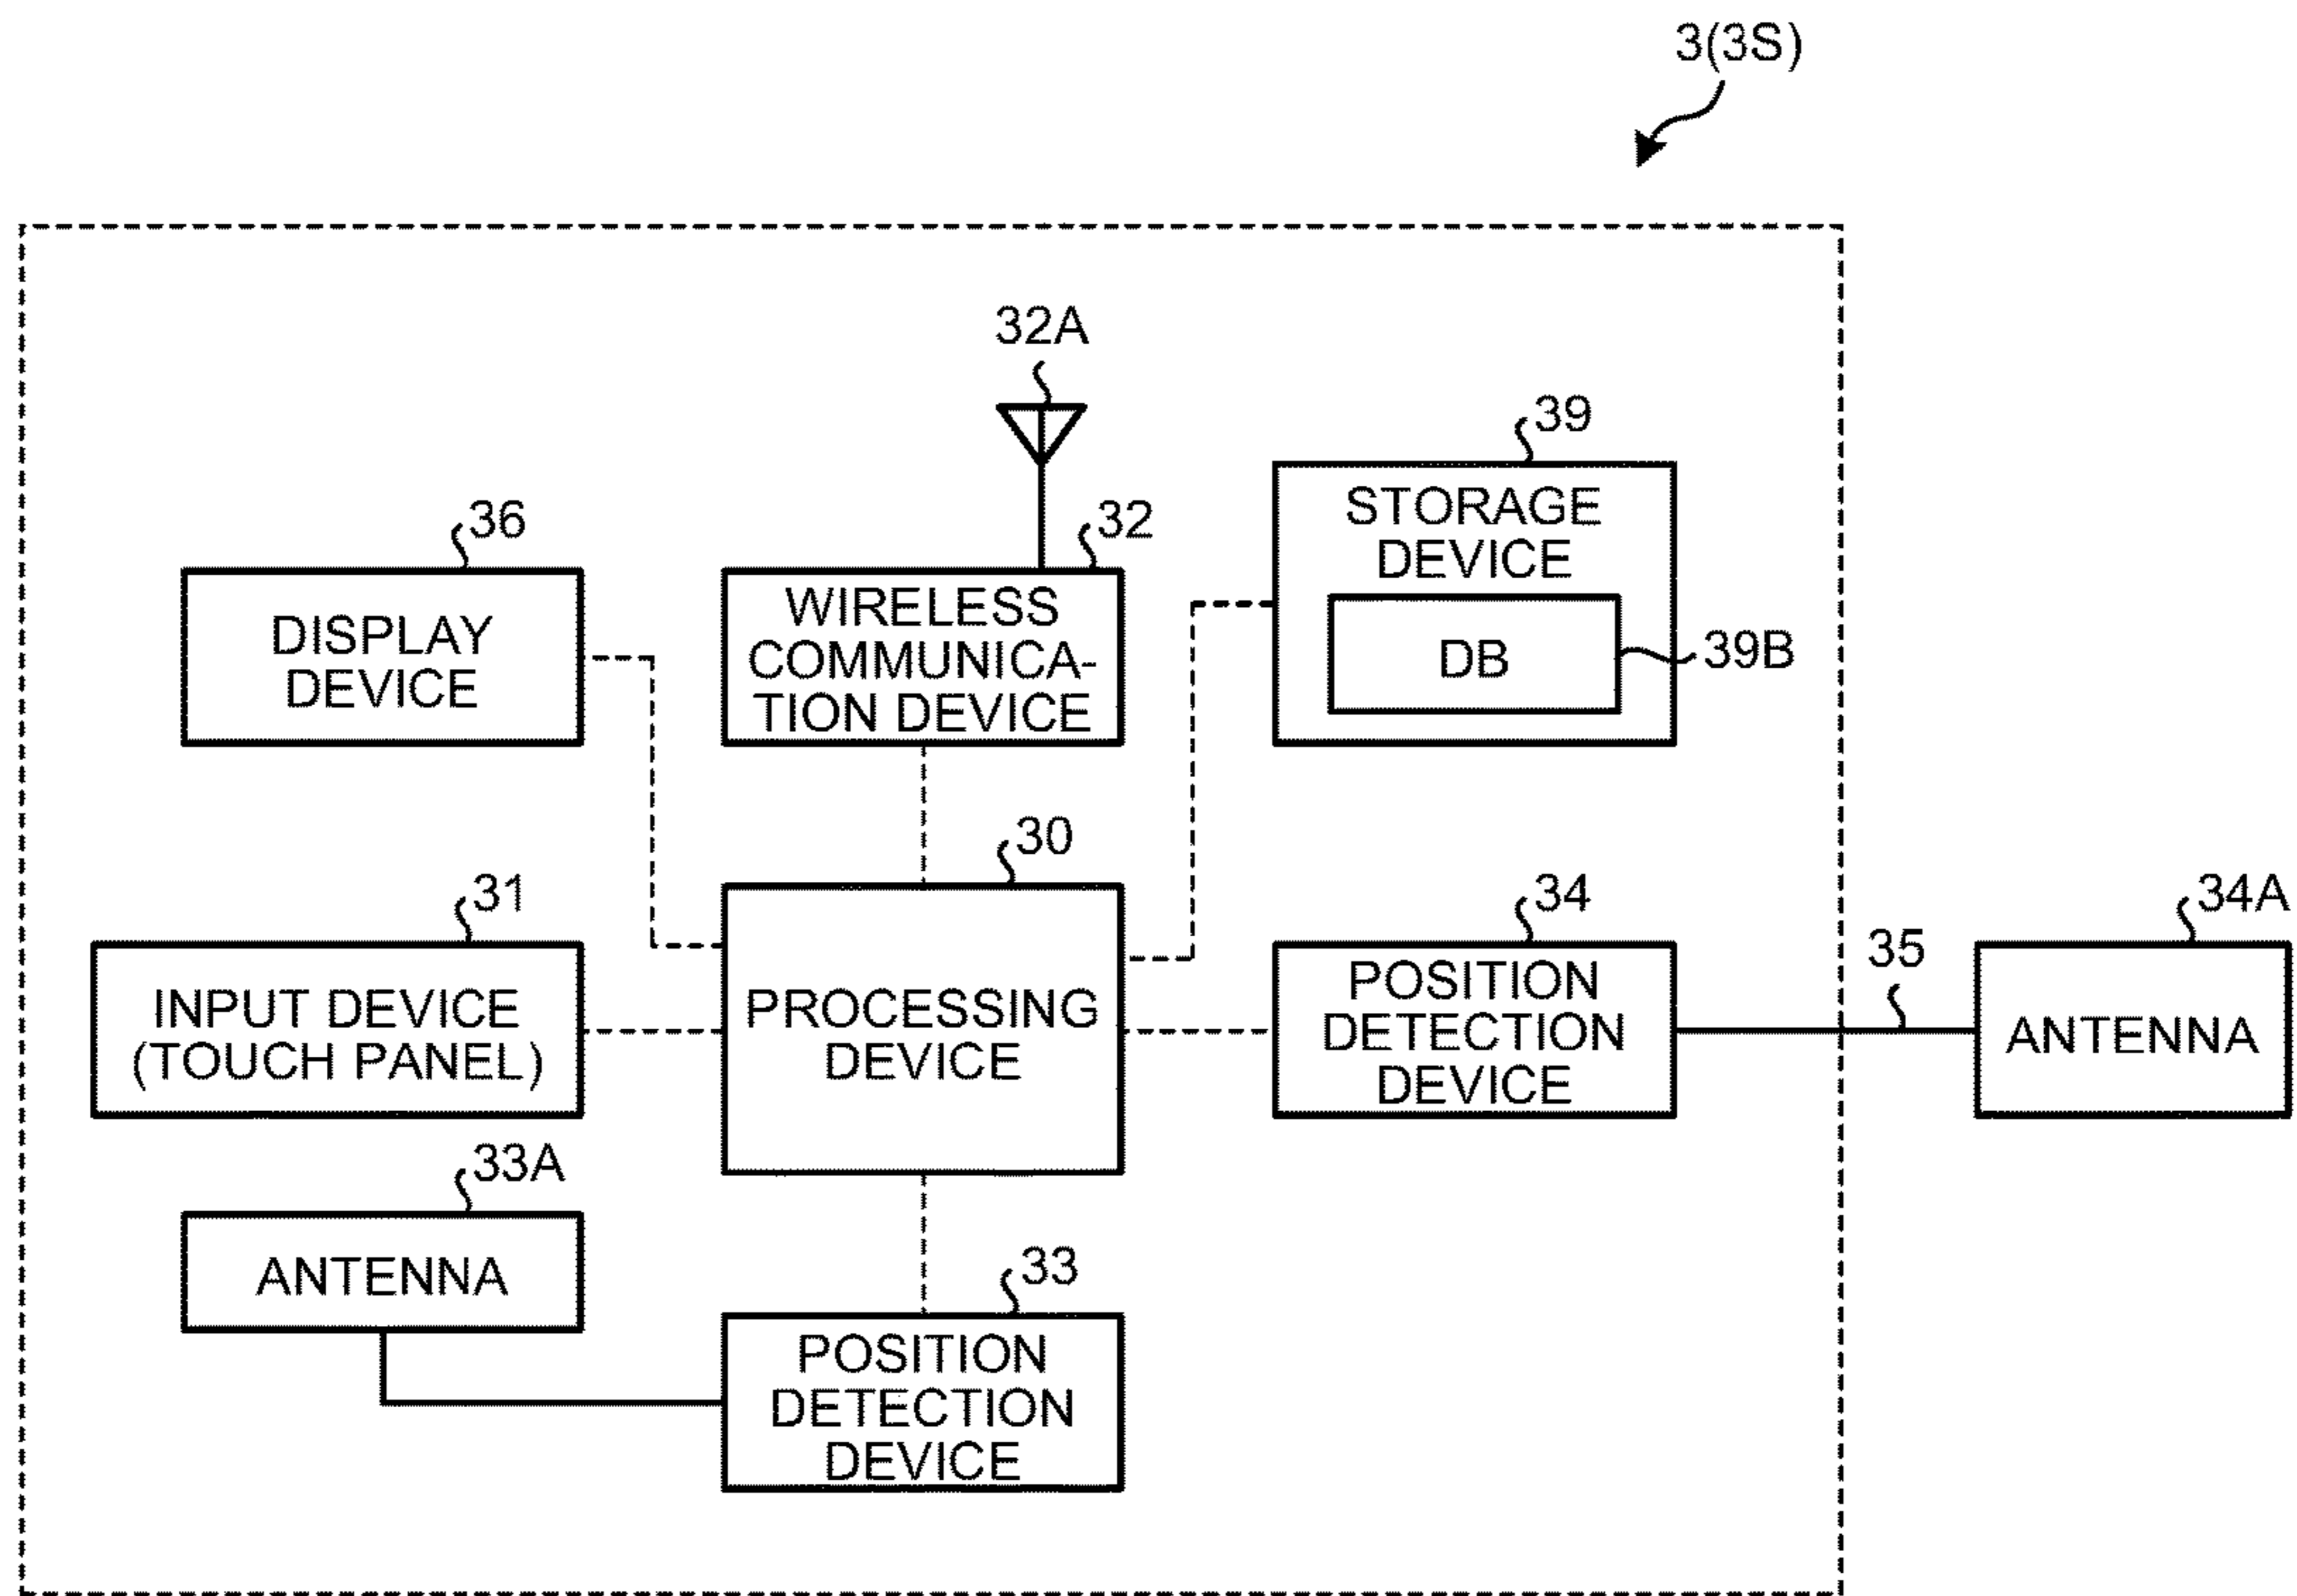 3(3S)
32A
39
STORAGE
DEVICE
36
32
DISPLAY
DEVICE
WIRELESS
COMMUNICA-
TION DEVICE
DB
39B
30
31
34
34A
35
INPUT DEVICE
(TOUCH PANEL)
PROCESSING
DEVICE
POSITION
DETECTION
DEVICE
ANTENNA
33A
ANTENNA
33
POSITION
DETECTION
DEVICE